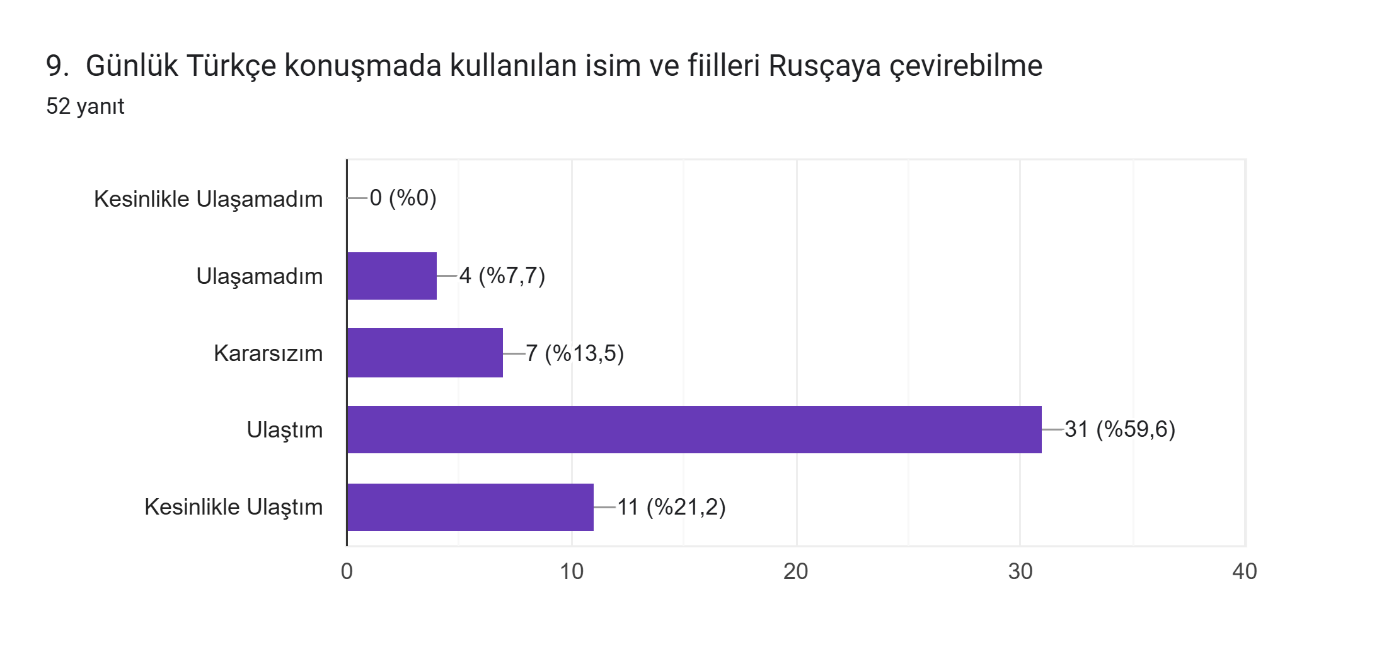 9. Günlük Türkçe konuşmada kullanılan isim ve fiilleri Rusçaya çevirebilme
52 yanıt
Kesinlikle Ulaşamadım 0 (%0)
Ulaşamadım 4 (%7,7)
Kararsızım 7 (%13,5)
Ulaştım 31 (%59,6)
Kesinlikle Ulaştım 11 (%21,2)
0 10 20 30 40